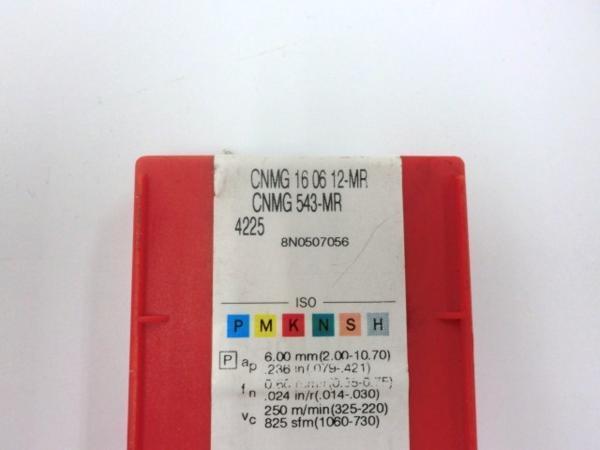 CNMG 16 06 12-MR
CNMG 543-MR
4225
8N0507056
ISO
P M K N S H
P ap 6.00 mm(2.00-10.70)
.236 in(.079-.421)
fn
.024 in/r(.014-.030)
vc 250 m/min(325-220)
825 sfm(1060-730)